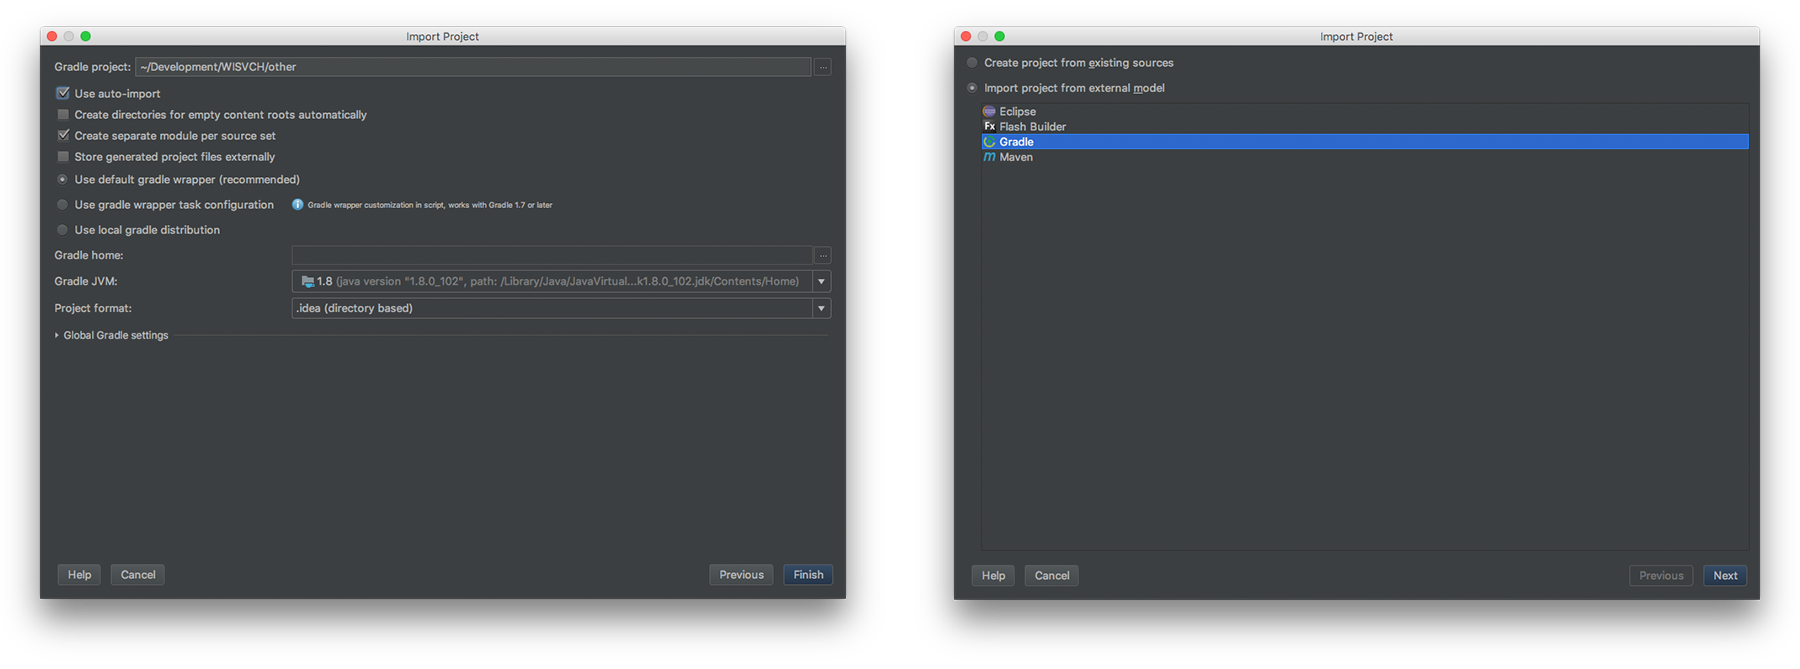 Import Project
Gradle project: ~/Development/WISVCH/other ...
Use auto-import
Create directories for empty content roots automatically
Create separate module per source set
Store generated project files externally
Use default gradle wrapper (recommended)
Use gradle wrapper task configuration Gradle wrapper customization in script, works with Gradle 1.7 or later
Use local gradle distribution
Gradle home: ...
Gradle JVM: 1.8 (java version "1.8.0_102", path: /Library/Java/JavaVirtual...k1.8.0_102.jdk/Contents/Home)
Project format: .idea (directory based)
Global Gradle settings
Help Cancel Previous Finish
Import Project
Create project from existing sources
Import project from external model
Eclipse
Fx Flash Builder
Gradle
m Maven
Help Cancel Previous Next